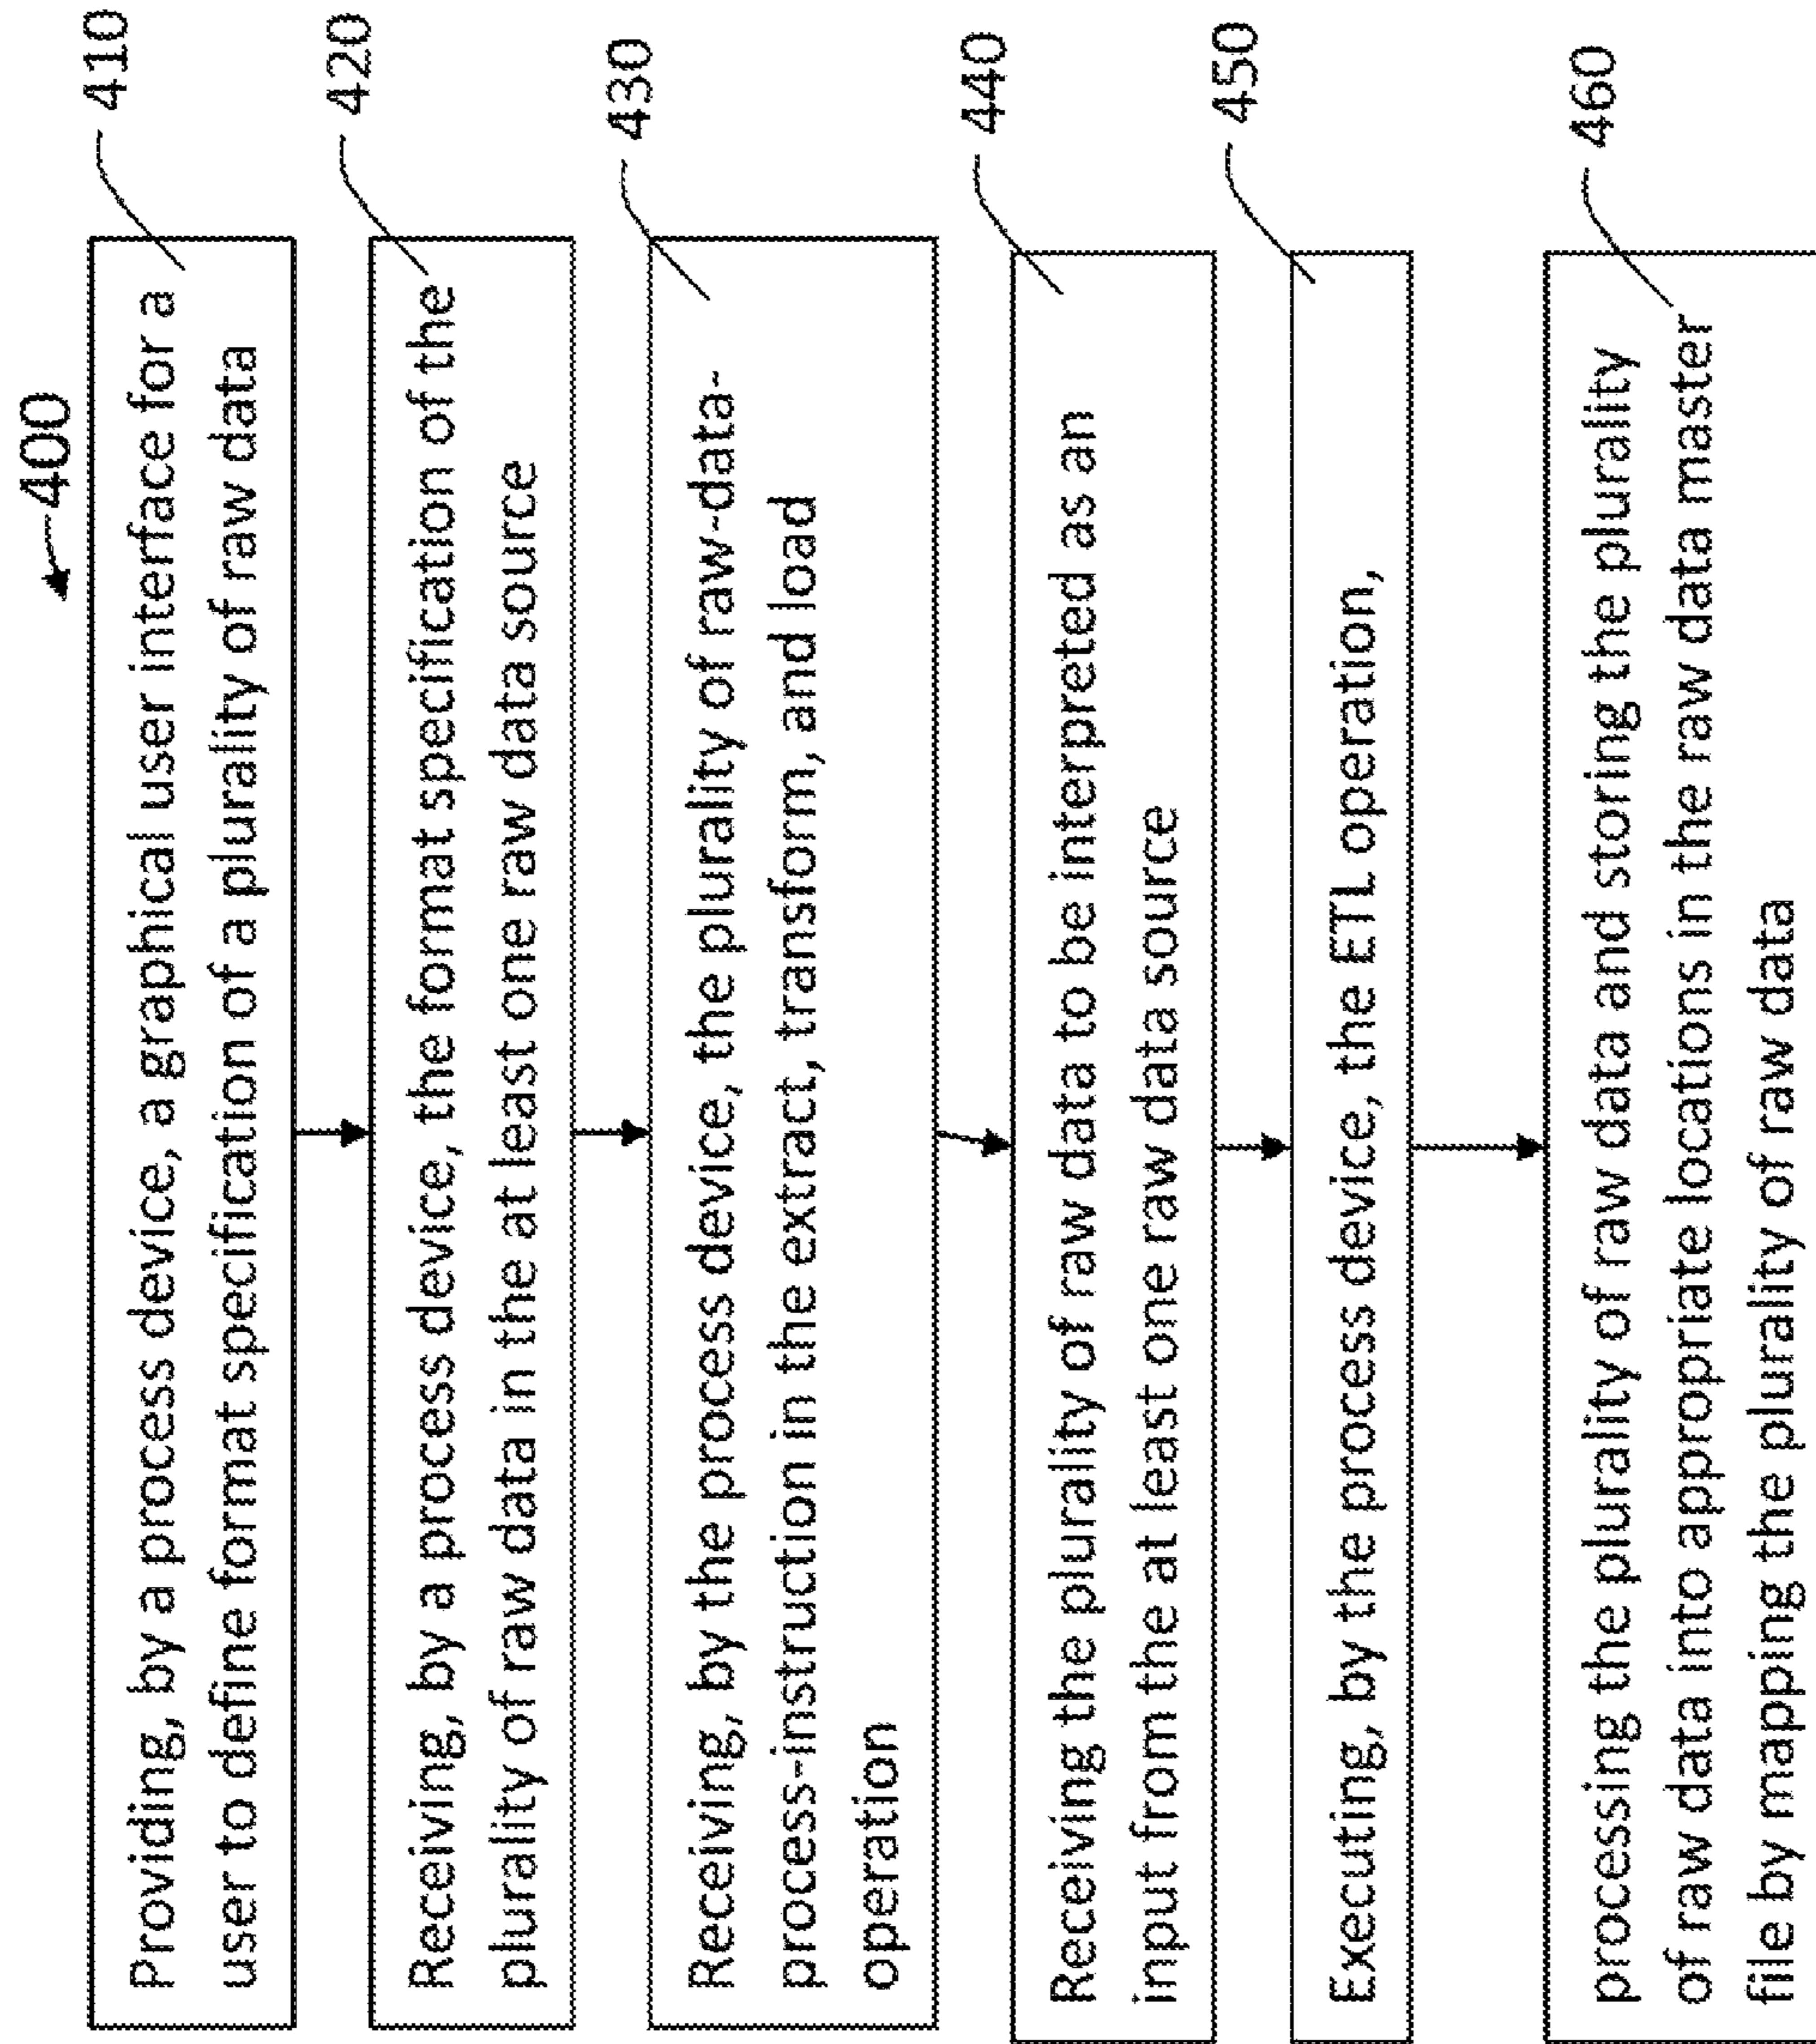 400
Providing, by a process device, a graphical user interface for a
user to define format specification of a plurality of raw data
410
Receiving, by a process device, the format specification of the
plurality of raw data in the at least one raw data source
420
Receiving, by the process device, the plurality of raw-data-
process-instruction in the extract, transform, and load
operation
430
Receiving the plurality of raw data to be interpreted as an
input from the at least one raw data source
440
Executing, by the process device, the ETL operation,
450
processing the plurality of raw data and storing the plurality
of raw data into appropriate locations in the raw data master
file by mapping the plurality of raw data
460